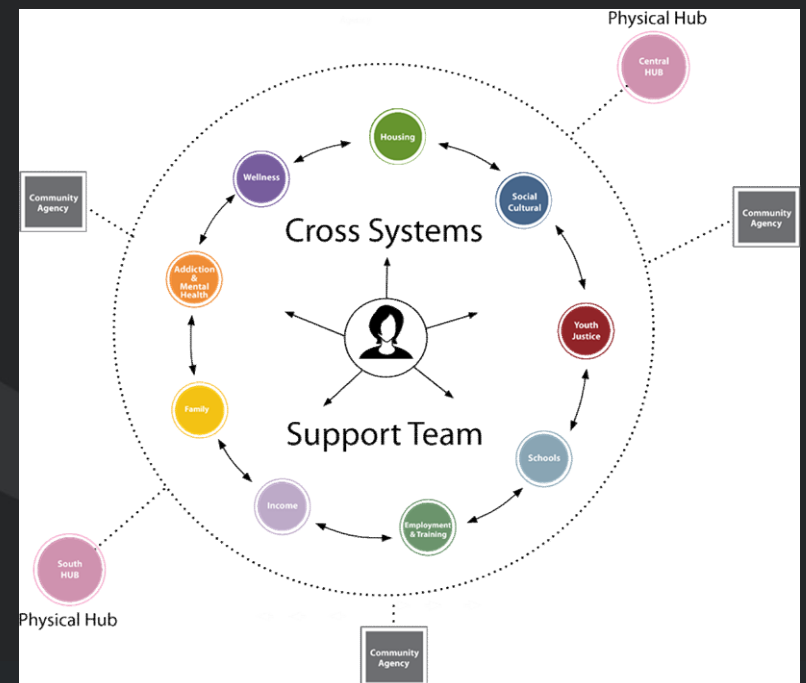 Physical Hub
Central
HUB
Housing
Wellness
Social
Cultural
Community
Agency
Community
Agency
Cross Systems
Addiction
&
Mental
Health
Youth
Justice
Family
Support Team
Schools
Income
Employment
& Training
South
HUB
Physical Hub
Community
Agency